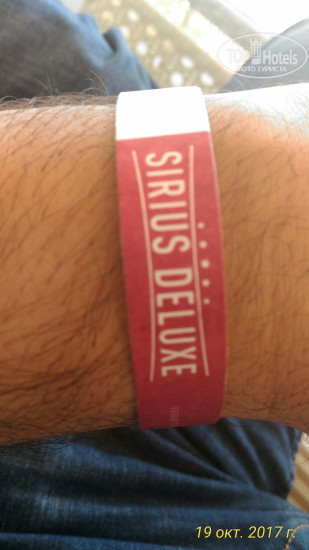 TOP Hotels
ФОТО ТУРИСТА
SIRIUS DELUXE
19 окт. 2017 г.